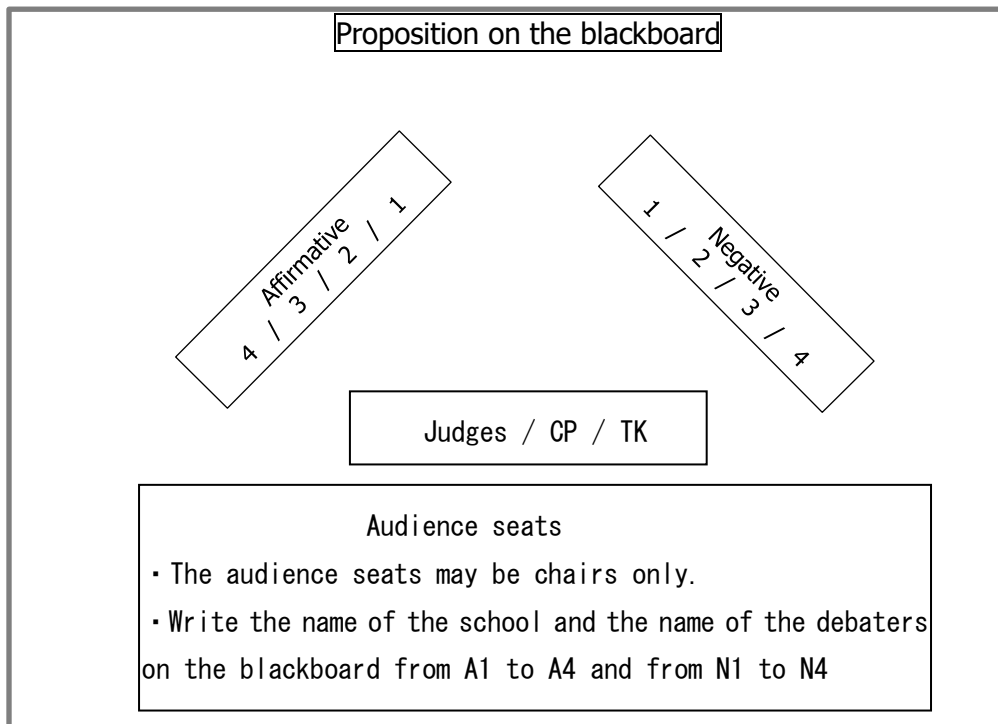 Proposition on the blackboard
Affirmative
4 / 3 / 2 / 1
Negative
1 / 2 / 3 / 4
Judges / CP / TK
Audience seats
・The audience seats may be chairs only.
・Write the name of the school and the name of the debaters
on the blackboard from A1 to A4 and from N1 to N4